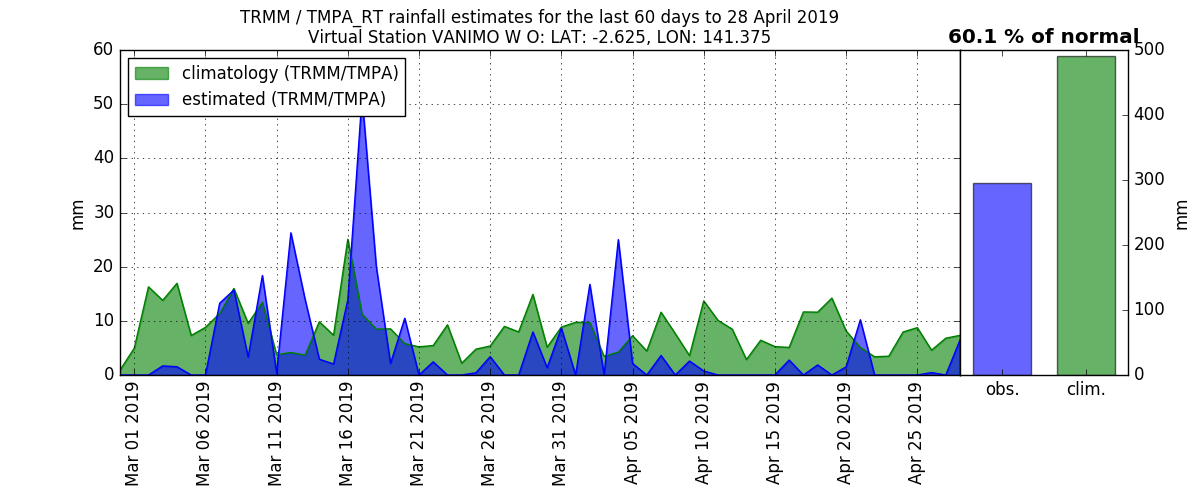 TRMM / TMPA_RT rainfall estimates for the last 60 days to 28 April 2019
Virtual Station VANIMO W O: LAT: -2.625, LON: 141.375
60.1 % of normal
climatology (TRMM/TMPA)
estimated (TRMM/TMPA)
60
50
40
30
20
10
0
mm
Mar 01 2019
Mar 06 2019
Mar 11 2019
Mar 16 2019
Mar 21 2019
Mar 26 2019
Mar 31 2019
Apr 05 2019
Apr 10 2019
Apr 15 2019
Apr 20 2019
Apr 25 2019
obs.
clim.
500
400
300
200
100
0
mm